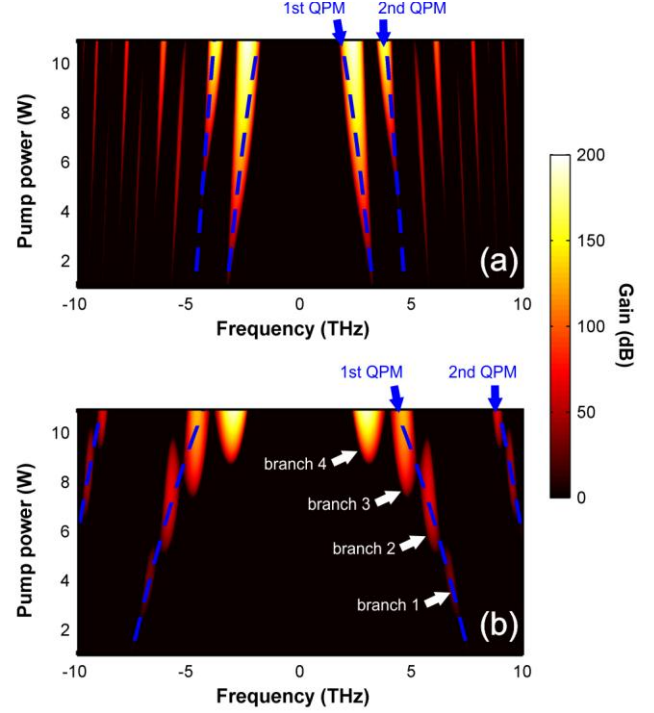 1st QPM 2nd QPM
10
8
6
4
2
Pump power (W)
(a)
-10 -5 0 5 10
Frequency (THz)
200
150
100
50
0
Gain (dB)
1st QPM 2nd QPM
10
8
6
4
2
Pump power (W)
branch 4
branch 3
branch 2
branch 1
(b)
-10 -5 0 5 10
Frequency (THz)